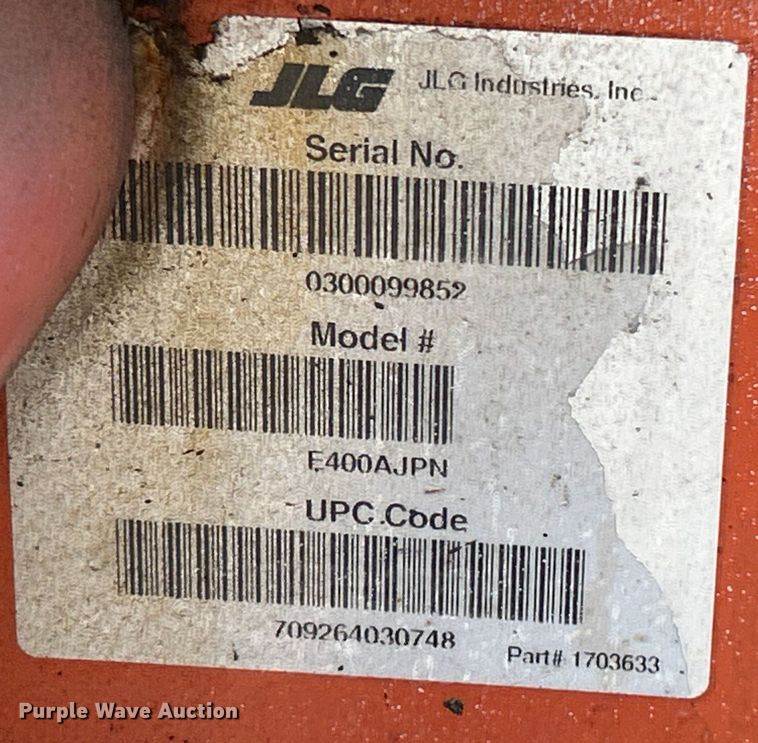 JLG JLG Industries, Inc.
Serial No.
0300099852
Model #
E400AJPN
UPC Code
709264030748
Part# 1703633
Purple Wave Auction